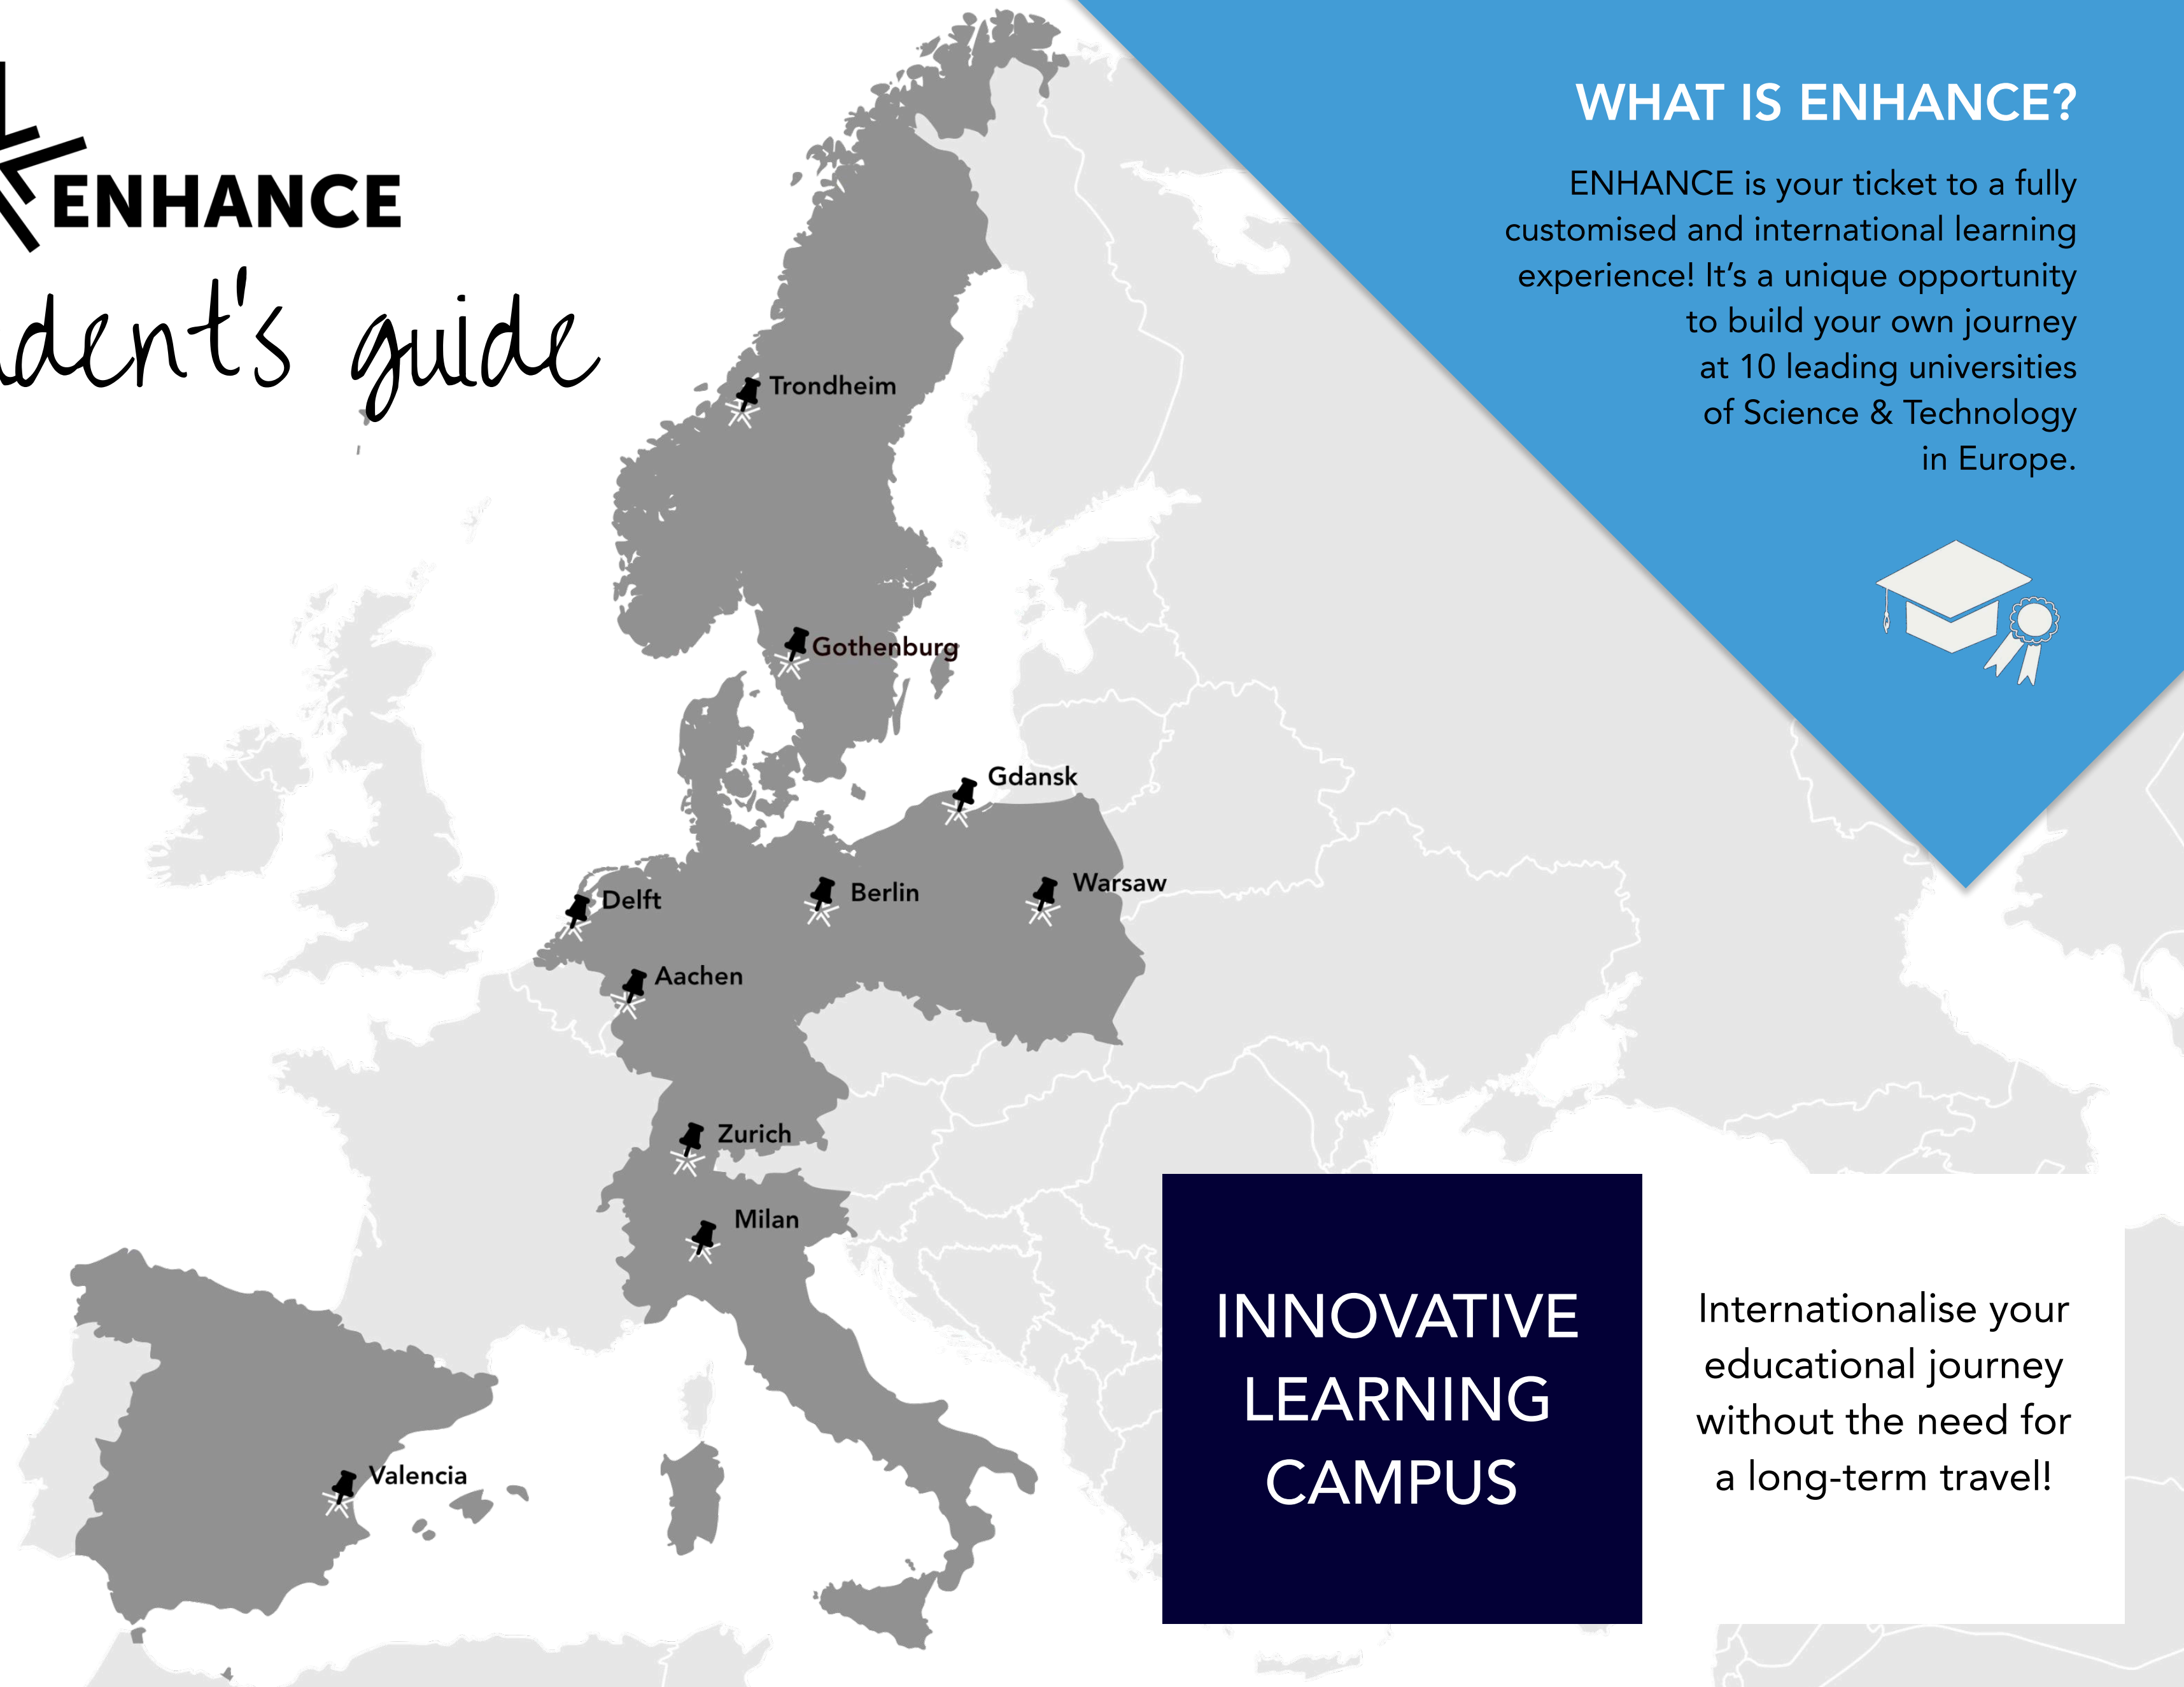 ENHANCE
dent's guide
WHAT IS ENHANCE?
ENHANCE is your ticket to a fully
customised and international learning
experience! It’s a unique opportunity
to build your own journey
at 10 leading universities
of Science & Technology
in Europe.
Trondheim
Gothenburg
Gdansk
Warsaw
Berlin
Delft
Aachen
Zurich
Milan
Valencia
INNOVATIVE
LEARNING
CAMPUS
Internationalise your
educational journey
without the need for
a long-term travel!